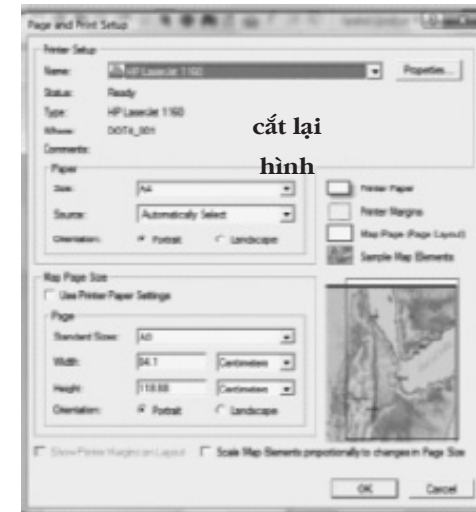 Page and Print Setup
Printer Setup
Name:
HP LaserJet 1160
Properties...
Status:
Ready
Type:
HP LaserJet 1160
Where:
DOT4_001
Comments:
cắt lại
hình
Paper
Size:
A4
Source:
Automatically Select
Orientation:
Portrait
Landscape
Printer Paper
Printer Margins
Map Page (Page Layout)
Sample Map Elements
Map Page Size
Use Printer Paper Settings
Page
Standard Sizes:
A0
Width:
84.1
Centimeters
Height:
118.88
Centimeters
Orientation:
Portrait
Landscape
Show Printer Margins on Layout
Scale Map Elements proportionally to changes in Page Size
OK
Cancel